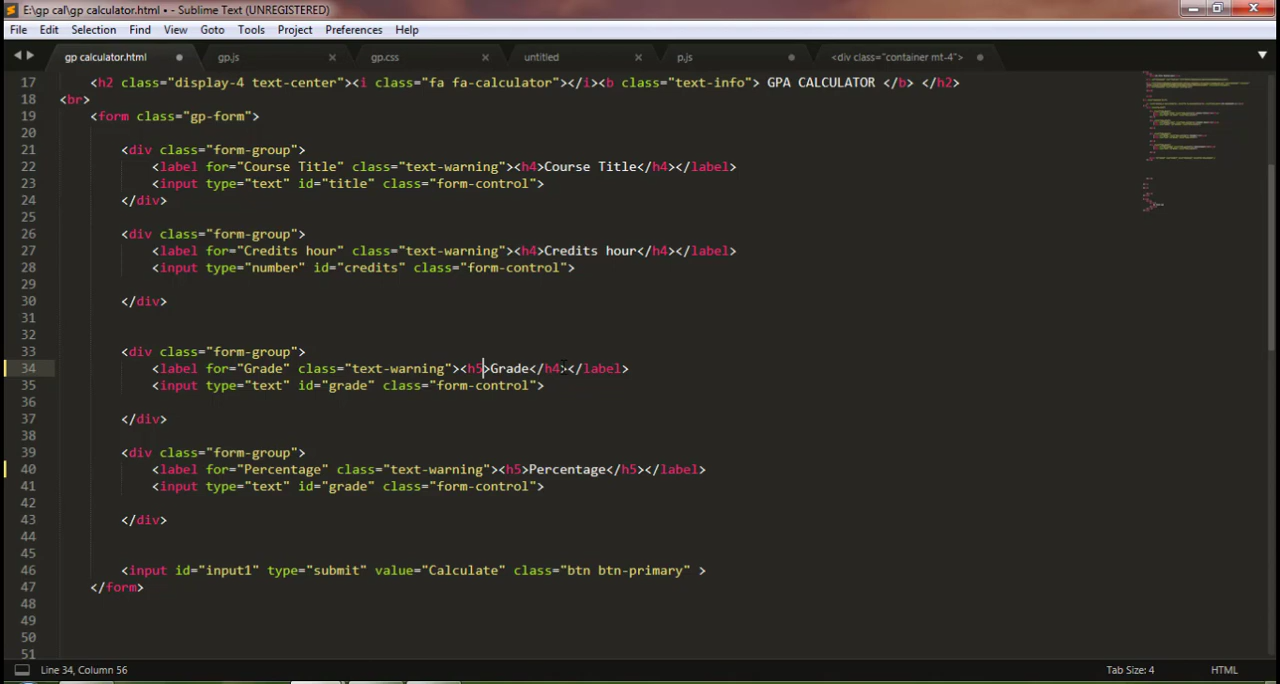 E:\gp cal\gp calculator.html • - Sublime Text (UNREGISTERED)
File Edit Selection Find View Goto Tools Project Preferences Help
gp calculator.html gp.js gp.css untitled p.js <div class="container mt-4">
17 <h2 class="display-4 text-center"><i class="fa fa-calculator"></i><b class="text-info"> GPA CALCULATOR </b> </h2>
18 <br>
19 <form class="gp-form">
20
21 <div class="form-group">
22 <label for="Course Title" class="text-warning"><h4>Course Title</h4></label>
23 <input type="text" id="title" class="form-control">
24 </div>
25
26 <div class="form-group">
27 <label for="Credits hour" class="text-warning"><h4>Credits hour</h4></label>
28 <input type="number" id="credits" class="form-control">
29
30 </div>
31
32
33 <div class="form-group">
34 <label for="Grade" class="text-warning"><h5>Grade</h4></label>
35 <input type="text" id="grade" class="form-control">
36
37 </div>
38
39 <div class="form-group">
40 <label for="Percentage" class="text-warning"><h5>Percentage</h5></label>
41 <input type="text" id="grade" class="form-control">
42
43 </div>
44
45
46 <input id="input1" type="submit" value="Calculate" class="btn btn-primary" >
47 </form>
48
49
50
51
Line 34, Column 56 Tab Size: 4 HTML